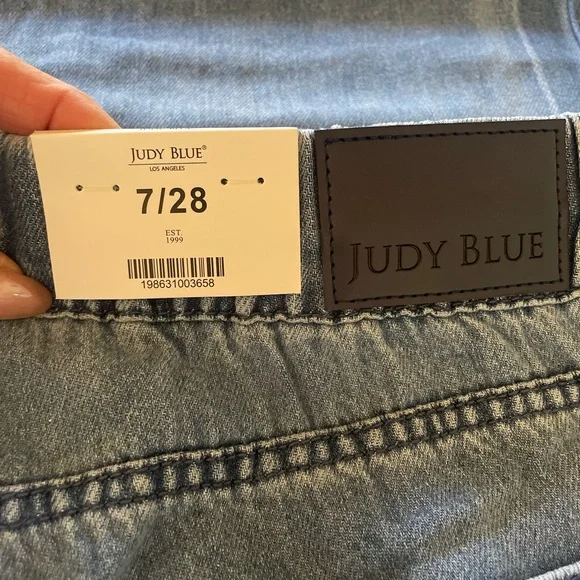 JUDY BLUE®
LOS ANGELES
7/28
EST.
1999
198631003658
JUDY BLUE